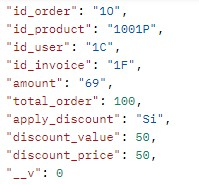 "id_order": "1O",
"id_product": "1001P",
"id_user": "1C",
"id_invoice": "1F",
"amount": "69",
"total_order": 100,
"apply_discount": "Si",
"discount_value": 50,
"discount_price": 50,
"__v": 0